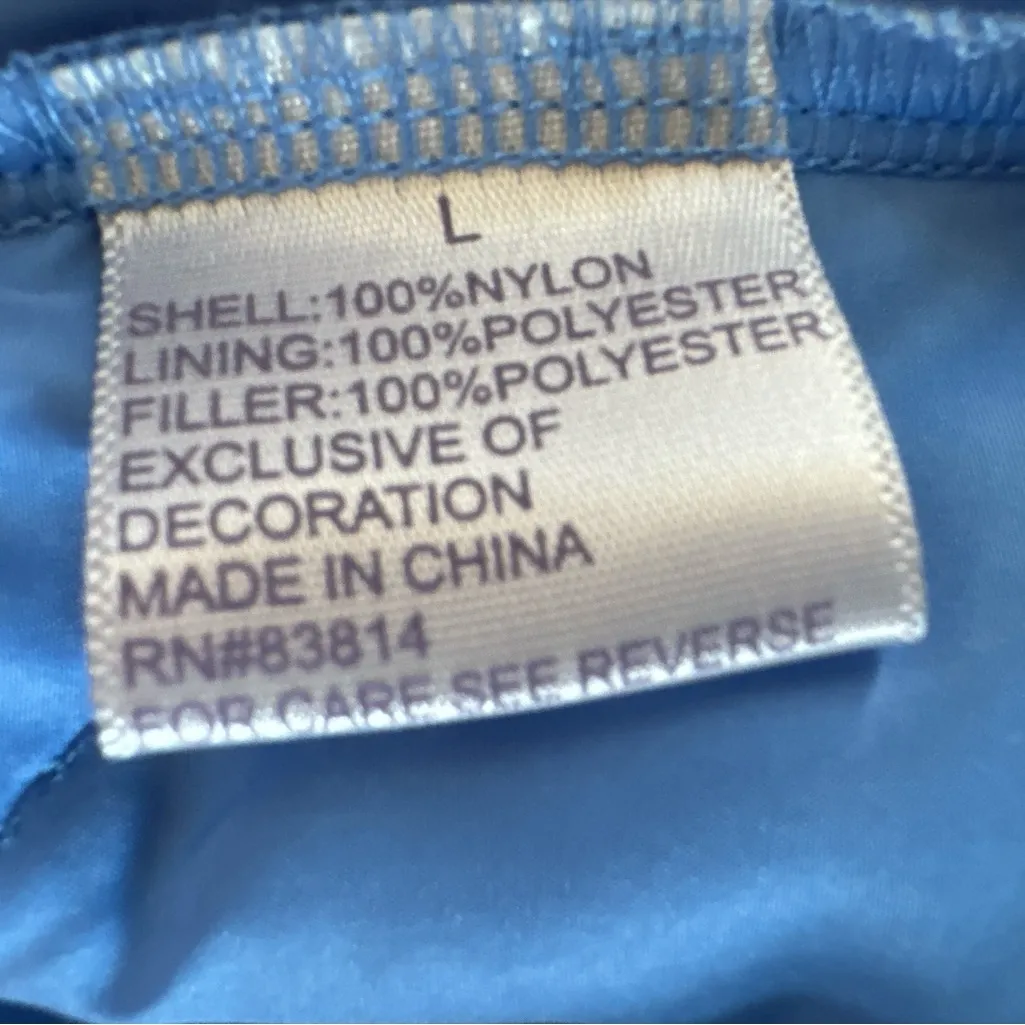 L
SHELL:100%NYLON
LINING:100%POLYESTER
FILLER:100%POLYESTER
EXCLUSIVE OF
DECORATION
MADE IN CHINA
RN#83814
FOR CARE SEE REVERSE